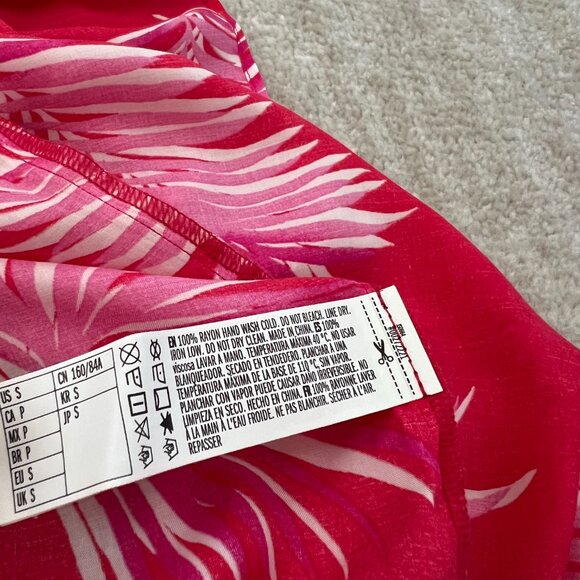 US S
CA P
MX P
BR P
EU S
UK S
CN 160/84A
KR S
JP S
EN 100% RAYON HAND WASH COLD. DO NOT BLEACH. LINE DRY.
IRON LOW. DO NOT DRY CLEAN. MADE IN CHINA. ES 100%
viscosa LAVAR A MANO. TEMPERATURA MÁXIMA 40 °C. NO USAR
BLANQUEADOR. SECADO EN TENDEDERO. PLANCHAR A UNA
TEMPERATURA MÁXIMA DE LA BASE DE 110 °C, SIN VAPOR.
PLANCHAR CON VAPOR PUEDE CAUSAR DAÑO IRREVERSIBLE. NO
LIMPIEZA EN SECO. HECHO EN CHINA. FR 100% RAYONNE LAVER
À LA MAIN À L'EAU FROIDE. NE PAS BLANCHIR. SÉCHER À PLAT.
REPASSER